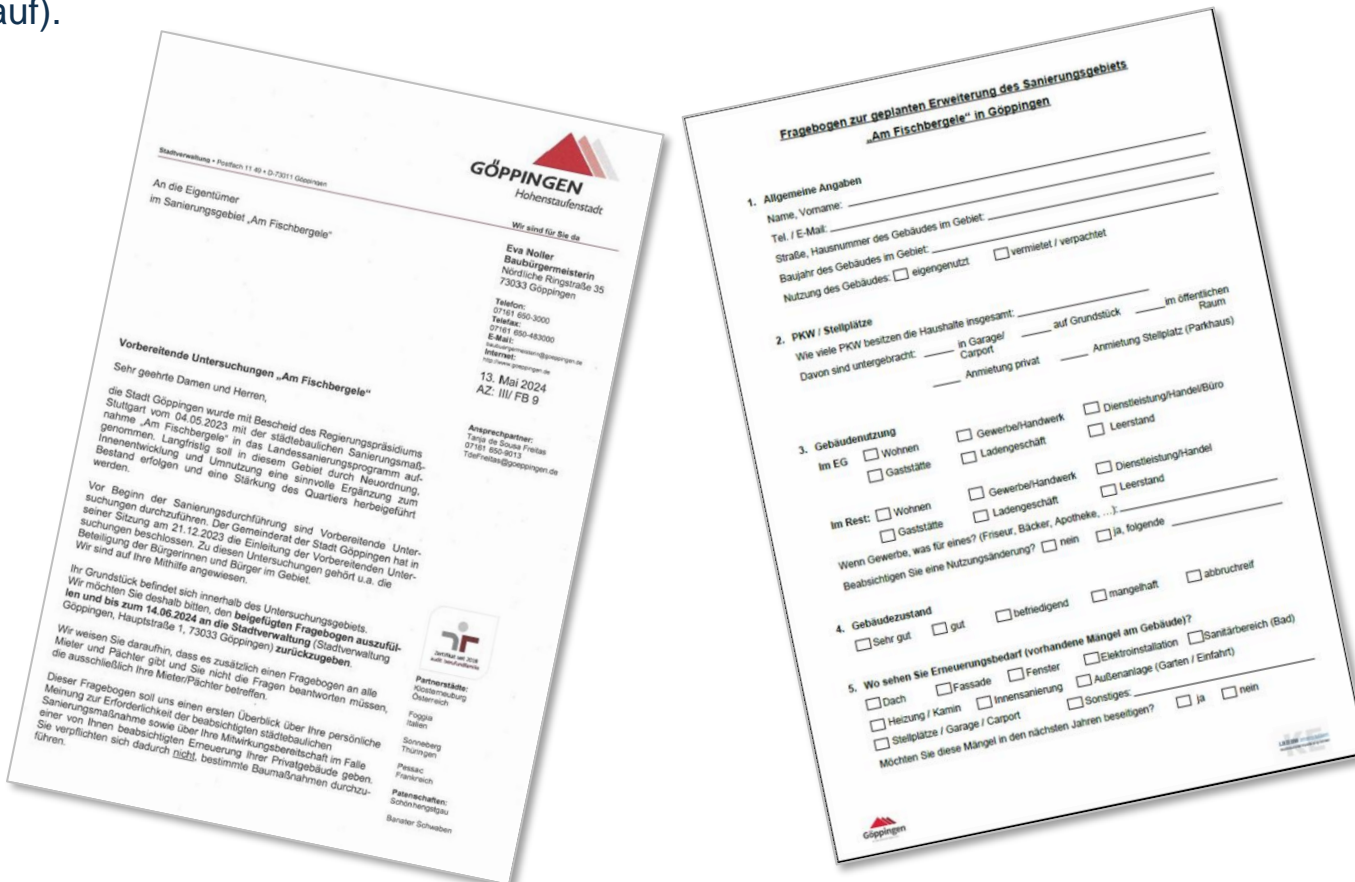 auf).
GÖPPINGEN
Hohenstaufenstadt
Stadtverwaltung • Postfach 11 49 • D-73011 Göppingen
An die Eigentümer
im Sanierungsgebiet „Am Fischbergele"
Wir sind für Sie da
Eva Noller
Baubürgermeisterin
Nördliche Ringstraße 35
73033 Göppingen
Telefon:
07161 650-3000
Telefax:
07161 650-483000
E-Mail:
baubuergermeisterin@goeppingen.de
Internet:
http://www.goeppingen.de
13. Mai 2024
AZ: III/ FB 9
Ansprechpartner:
Tanja de Sousa Freitas
07161 650-9013
TdeFreitas@goeppingen.de
Vorbereitende Untersuchungen „Am Fischbergele"
Sehr geehrte Damen und Herren,
die Stadt Göppingen wurde mit Bescheid des Regierungspräsidiums
Stuttgart vom 04.05.2023 mit der städtebaulichen Sanierungsmaß-
nahme „Am Fischbergele" in das Landessanierungsprogramm auf-
genommen. Langfristig soll in diesem Gebiet durch Neuordnung,
Innenentwicklung und Umnutzung eine sinnvolle Ergänzung zum
Bestand erfolgen und eine Stärkung des Quartiers herbeigeführt
werden.
Vor Beginn der Sanierungsdurchführung sind Vorbereitende Unter-
suchungen durchzuführen. Der Gemeinderat der Stadt Göppingen hat in
seiner Sitzung am 21.12.2023 die Einleitung der Vorbereitenden Unter-
suchungen beschlossen. Zu diesen Untersuchungen gehört u.a. die
Beteiligung der Bürgerinnen und Bürger im Gebiet.
Wir sind auf Ihre Mithilfe angewiesen.
Ihr Grundstück befindet sich innerhalb des Untersuchungsgebiets.
Wir möchten Sie deshalb bitten, den beigefügten Fragebogen auszufül-
len und bis zum 14.06.2024 an die Stadtverwaltung (Stadtverwaltung
Göppingen, Hauptstraße 1, 73033 Göppingen) zurückzugeben.
Wir weisen Sie daraufhin, dass es zusätzlich einen Fragebogen an alle
Mieter und Pächter gibt und Sie nicht die Fragen beantworten müssen,
die ausschließlich Ihre Mieter/Pächter betreffen.
Dieser Fragebogen soll uns einen ersten Überblick über Ihre persönliche
Meinung zur Erforderlichkeit der beabsichtigten städtebaulichen
Sanierungsmaßnahme sowie über Ihre Mitwirkungsbereitschaft im Falle
einer von Ihnen beabsichtigten Erneuerung Ihrer Privatgebäude geben.
Sie verpflichten sich dadurch nicht, bestimmte Baumaßnahmen durchzu-
führen.
Zertifikat seit 2018
audit berufundfamilie
Partnerstädte:
Klosterneuburg
Österreich
Foggia
Italien
Sonneberg
Thüringen
Pessac
Frankreich
Patenschaften:
Schönhengstgau
Banater Schwaben
Fragebogen zur geplanten Erweiterung des Sanierungsgebiets
„Am Fischbergele" in Göppingen
1. Allgemeine Angaben
Name, Vorname:
Tel. / E-Mail:
Straße, Hausnummer des Gebäudes im Gebiet:
Baujahr des Gebäudes im Gebiet:
Nutzung des Gebäudes: eigengenutzt vermietet / verpachtet
2. PKW / Stellplätze
Wie viele PKW besitzen die Haushalte insgesamt:
Davon sind untergebracht: in Garage/ Carport auf Grundstück im öffentlichen Raum
Anmietung privat Anmietung Stellplatz (Parkhaus)
3. Gebäudenutzung
Im EG Wohnen Gewerbe/Handwerk Dienstleistung/Handel/Büro
Gaststätte Ladengeschäft Leerstand
Im Rest: Wohnen Gewerbe/Handwerk Dienstleistung/Handel
Gaststätte Ladengeschäft Leerstand
Wenn Gewerbe, was für eines? (Friseur, Bäcker, Apotheke, …):
Beabsichtigen Sie eine Nutzungsänderung? nein ja, folgende
4. Gebäudezustand
Sehr gut gut befriedigend mangelhaft abbruchreif
5. Wo sehen Sie Erneuerungsbedarf (vorhandene Mängel am Gebäude)?
Dach Fassade Fenster Elektroinstallation Sanitärbereich (Bad)
Heizung / Kamin Innensanierung Außenanlage (Garten / Einfahrt)
Stellplätze / Garage / Carport Sonstiges:
Möchten Sie diese Mängel in den nächsten Jahren beseitigen? ja nein
Göppingen
KE